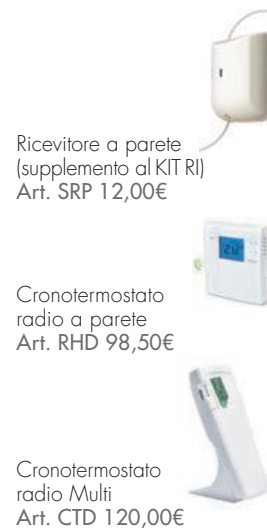 Ricevitore a parete
(supplemento al KIT RI)
Art. SRP 12,00€
Cronotermostato
radio a parete
Art. RHD 98,50€
Cronotermostato
radio Multi
Art. CTD 120,00€